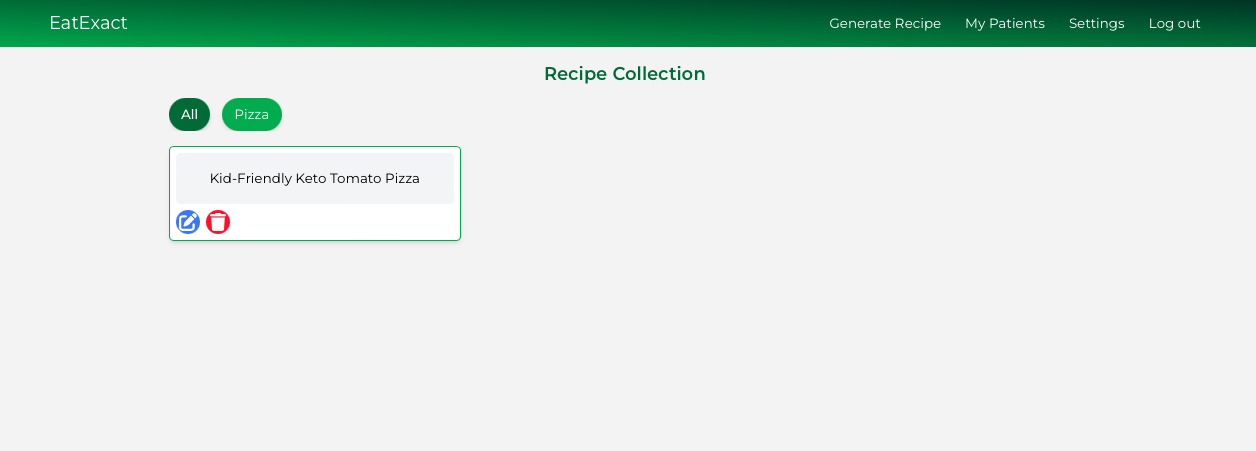 EatExact
Generate Recipe
My Patients
Settings
Log out
Recipe Collection
All
Pizza
Kid-Friendly Keto Tomato Pizza